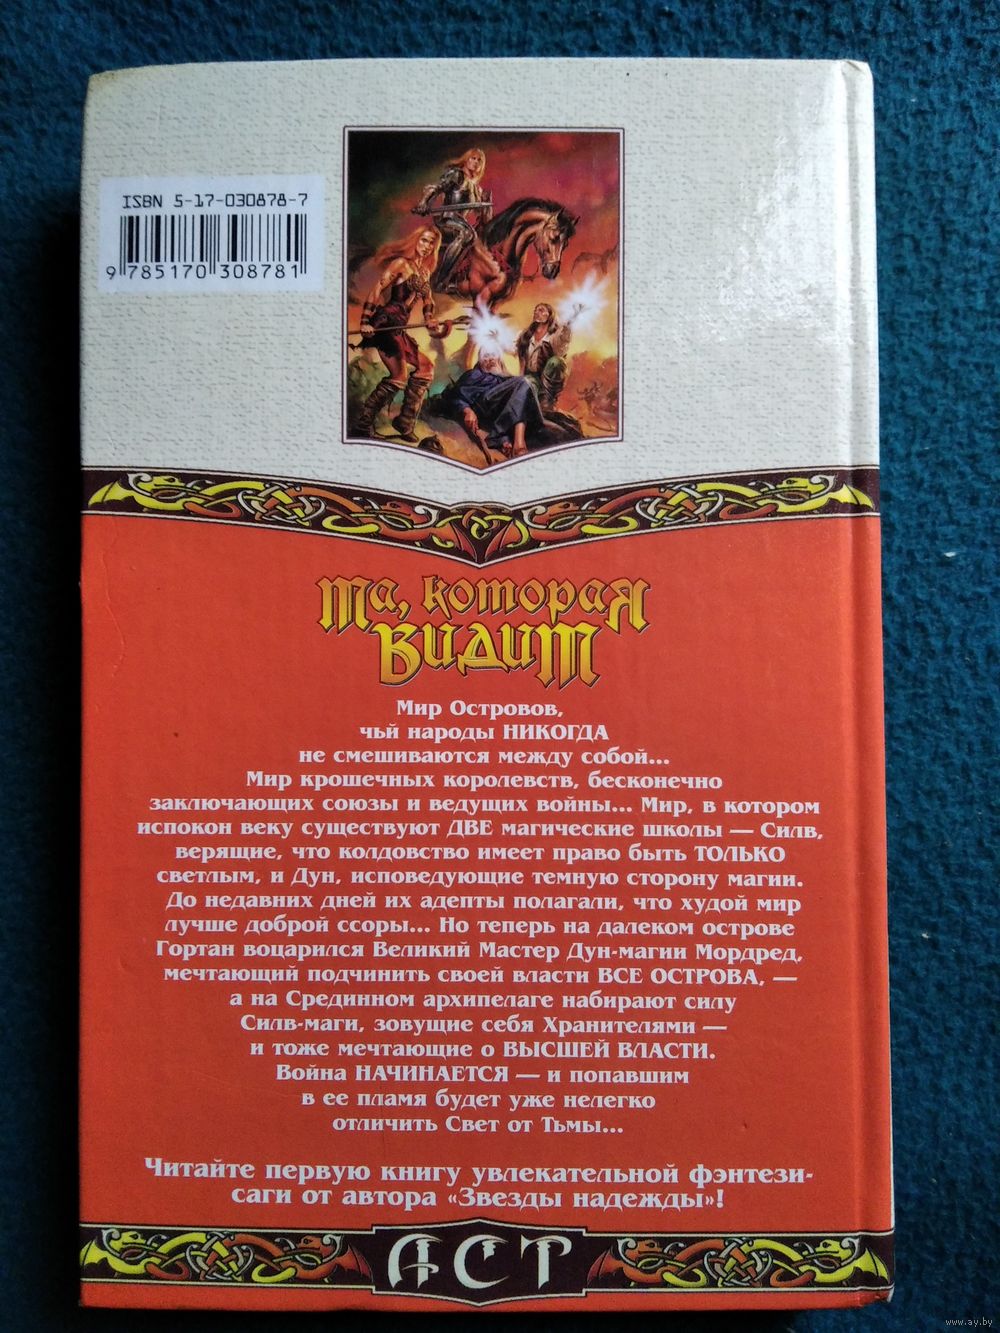 ISBN 5-17-030878-7
9 785170 308781
Та, которая
видит
Мир Островов,
чьй народы НИКОГДА
не смешиваются между собой...
Мир крошечных королевств, бесконечно
заключающих союзы и ведущих войны... Мир, в котором
испокон веку существуют ДВЕ магические школы — Силв,
верящие, что колдовство имеет право быть ТОЛЬКО
светлым, и Дун, исповедующие темную сторону магии.
До недавних дней их адепты полагали, что худой мир
лучше доброй ссоры... Но теперь на далеком острове
Гортан воцарился Великий Мастер Дун-магии Мордред,
мечтающий подчинить своей власти ВСЕ ОСТРОВА, —
а на Срединном архипелаге набирают силу
Силв-маги, зовущие себя Хранителями —
и тоже мечтающие о ВЫСШЕЙ ВЛАСТИ.
Война НАЧИНАЕТСЯ — и попавшим
в ее пламя будет уже нелегко
отличить Свет от Тьмы...
Читайте первую книгу увлекательной фэнтези-
саги от автора «Звезды надежды»!
АСТ
www.ay.by